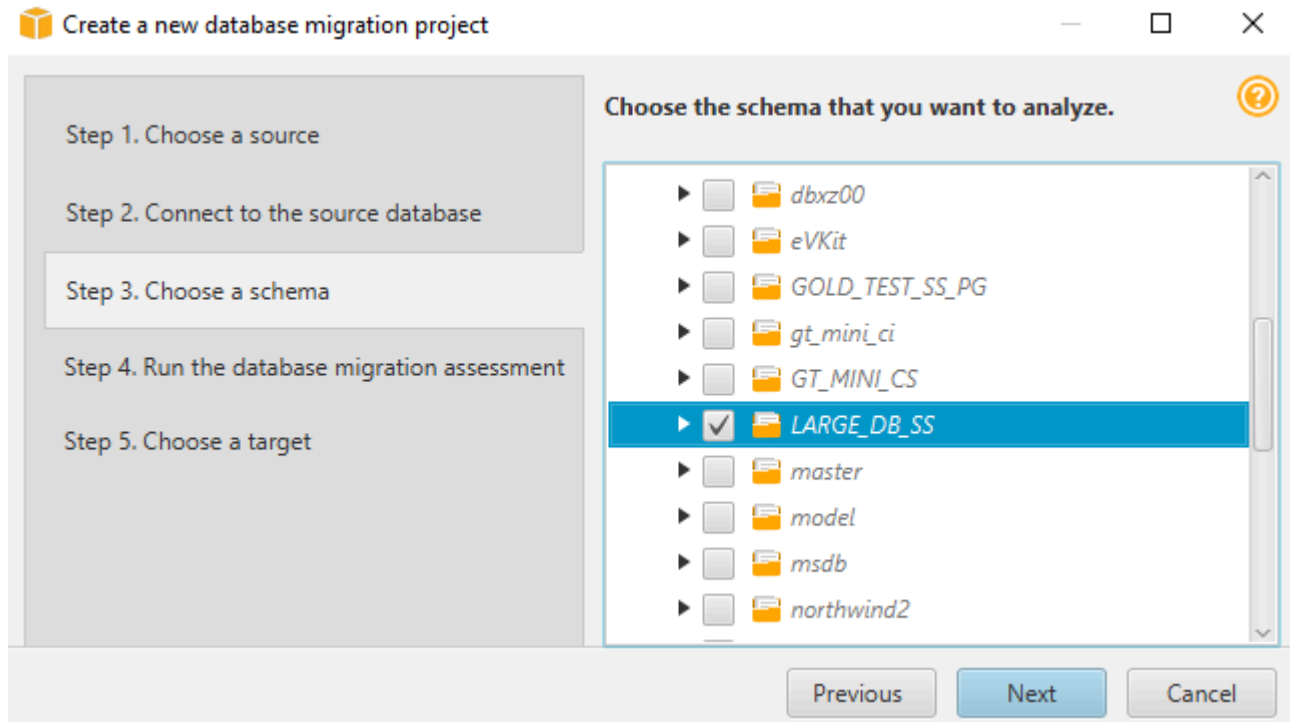 Create a new database migration project
Step 1. Choose a source
Step 2. Connect to the source database
Step 3. Choose a schema
Step 4. Run the database migration assessment
Step 5. Choose a target
Choose the schema that you want to analyze.
dbxz00
eVKit
GOLD_TEST_SS_PG
gt_mini_ci
GT_MINI_CS
LARGE_DB_SS
master
model
msdb
northwind2
Previous
Next
Cancel